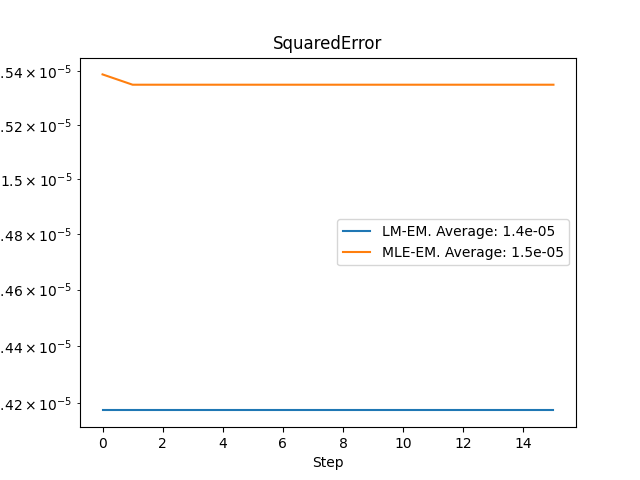 SquaredError
.54 × 10⁻⁵
.52 × 10⁻⁵
1.5 × 10⁻⁵
.48 × 10⁻⁵
.46 × 10⁻⁵
.44 × 10⁻⁵
.42 × 10⁻⁵
LM-EM. Average: 1.4e-05
MLE-EM. Average: 1.5e-05
0 2 4 6 8 10 12 14
Step